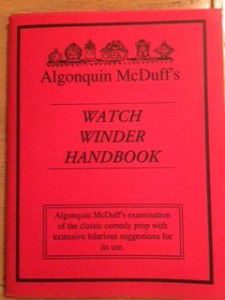 Algonquin McDuff's
WATCH
WINDER
HANDBOOK
Algonquin McDuff's examination
of the classic comedy prop with
extensive hilarious suggestions for
its use.